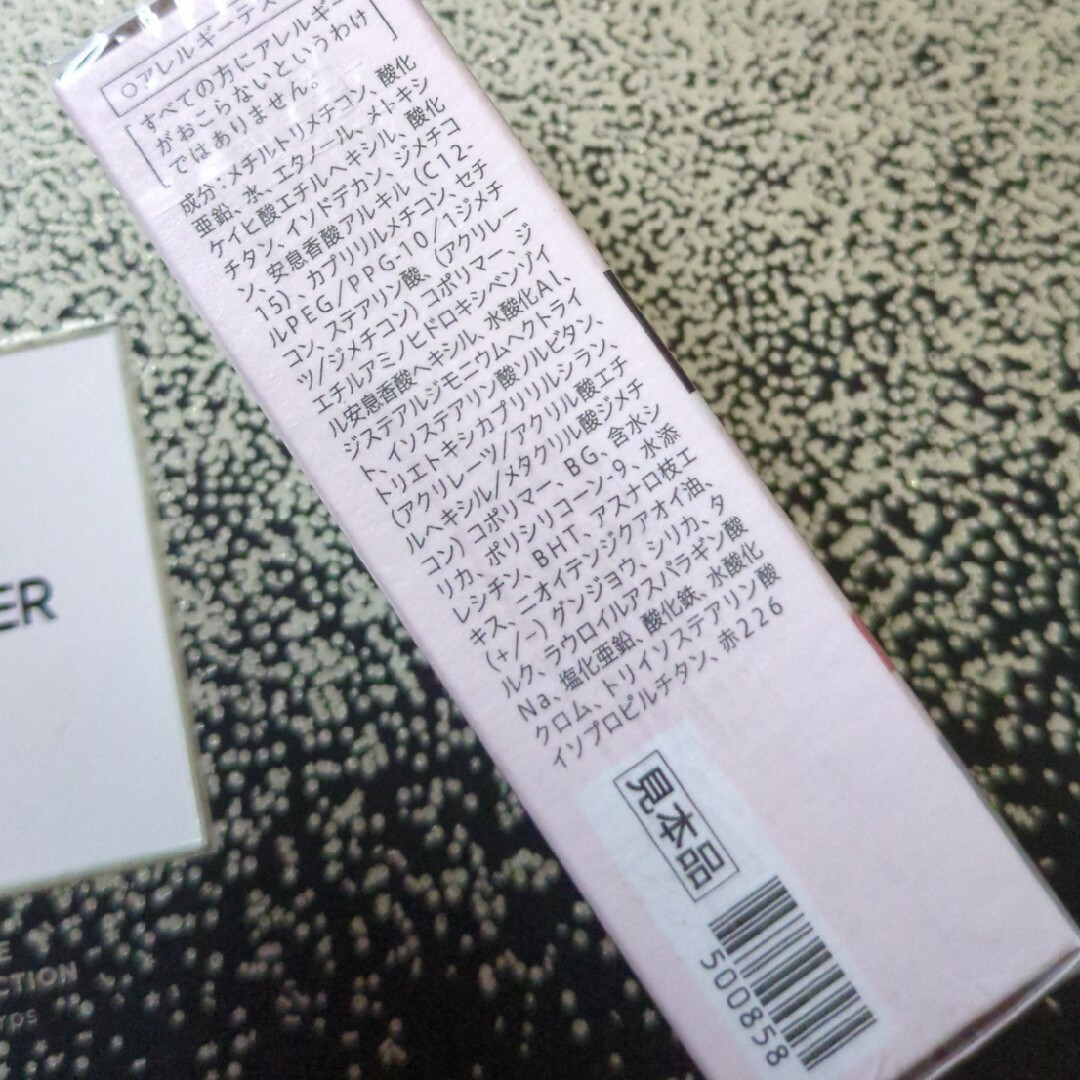 ○アレルギーテス
すべての方にアレルギー
がおこらないというわけ
ではありません。
成分：メチルトリメチコン、酸化
亜鉛、水、エタノール、メトキシ
ケイヒ酸エチルヘキシル、酸化
チタン、イソドデカン、ジメチコ
ン、安息香酸アルキル（C12-
15）、カプリリルメチコン、セチ
ルPEG/PPG-10/1ジメチ
コン、ステアリン酸、（アクリレー
ツ/ジメチコン）コポリマー、ジ
エチルアミノヒドロキシベンゾイ
ル安息香酸ヘキシル、水酸化Al、
ジステアルジモニウムヘクトライ
ト、イソステアリン酸ソルビタン、
トリエトキシカプリリルシラン、
（アクリレーツ/アクリル酸エチ
ルヘキシル/メタクリル酸ジメチ
コン）コポリマー、BG、含水シ
リカ、ポリシリコーン-9、水添
レシチン、BHT、アスナロ枝エ
キス、ニオイテンジクアオイ油、
(+/-)グンジョウ、シリカ、タ
ルク、ラウロイルアスパラギン酸
Na、塩化亜鉛、酸化鉄、水酸化
クロム、トリイソステアリン酸
イソプロピルチタン、赤226
見本品
500858
ER
E
CTION
rps